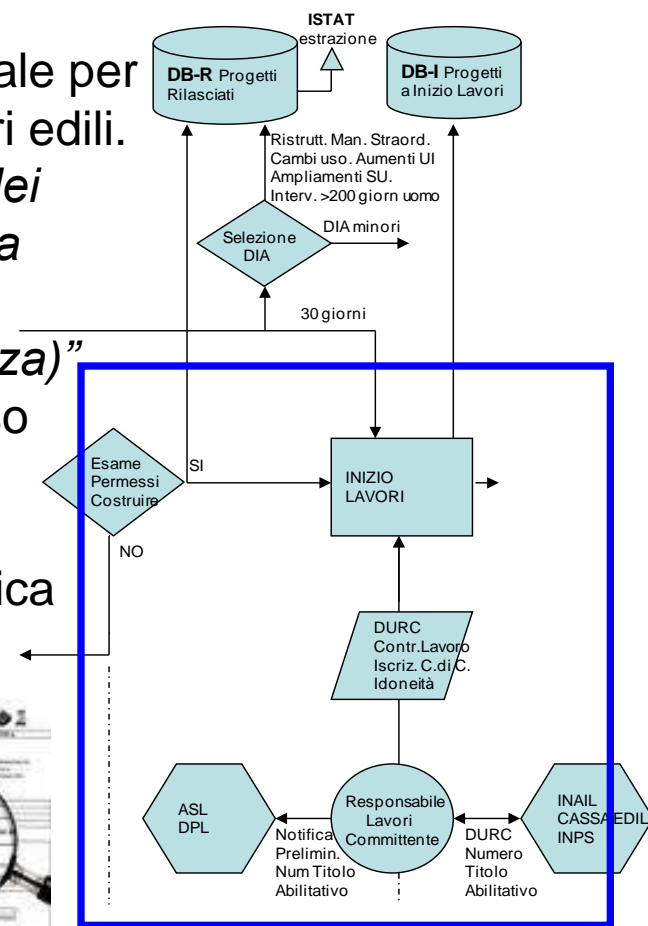 ISTAT
estrazione
ale per
ri edili.
lei
a
za)"
so
ica
DB-R Progetti
Rilasciati
DB-I Progetti
a Inizio Lavori
Ristrutt. Man. Straord.
Cambi uso. Aumenti UI
Ampliamenti SU.
Interv. >200 giorn uomo
Selezione
DIA
DIA minori
30 giorni
Esame
Permessi
Costruire
SI
NO
INIZIO
LAVORI
DURC
Contr.Lavoro
Iscriz. C.di C.
Idoneità
ASL
DPL
Notifica
Prelimin.
Num Titolo
Abilitativo
Responsabile
Lavori
Committente
DURC
Numero
Titolo
Abilitativo
INAIL
CASSA EDIL
INPS